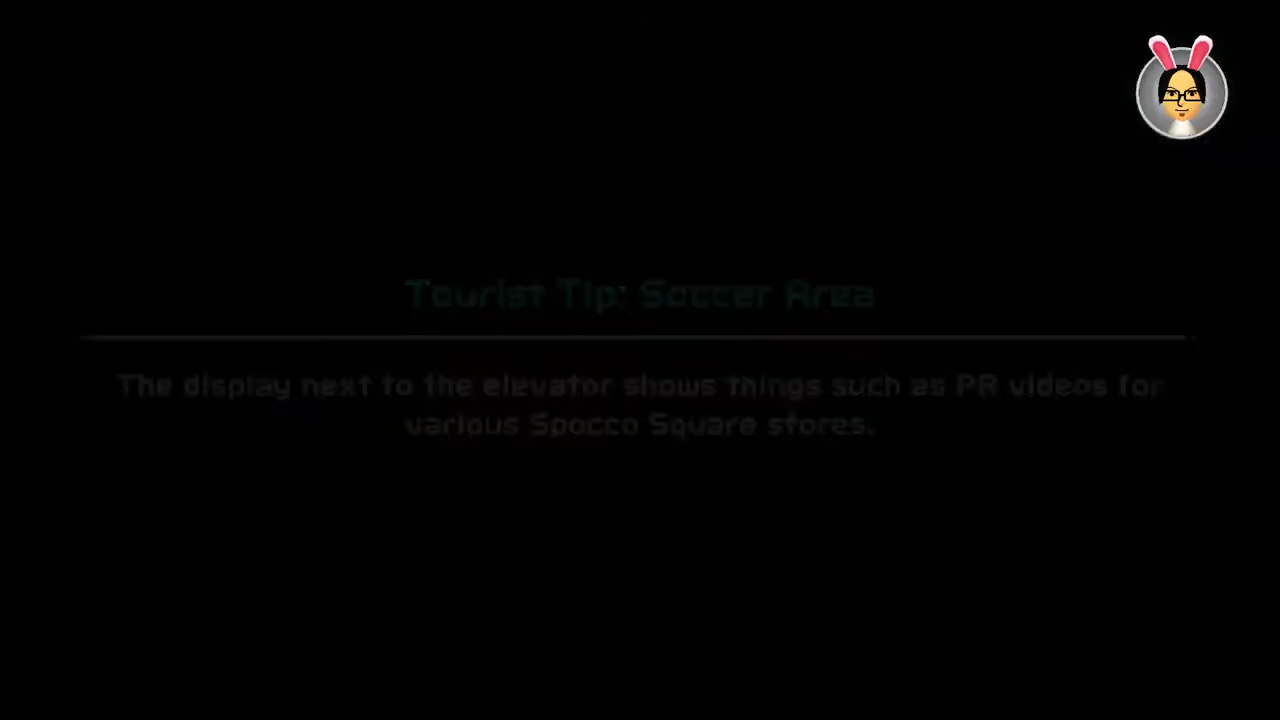 Tourist Tip: Soccer Area
The display next to the elevator shows things such as PR videos for
various Spocco Square stores.